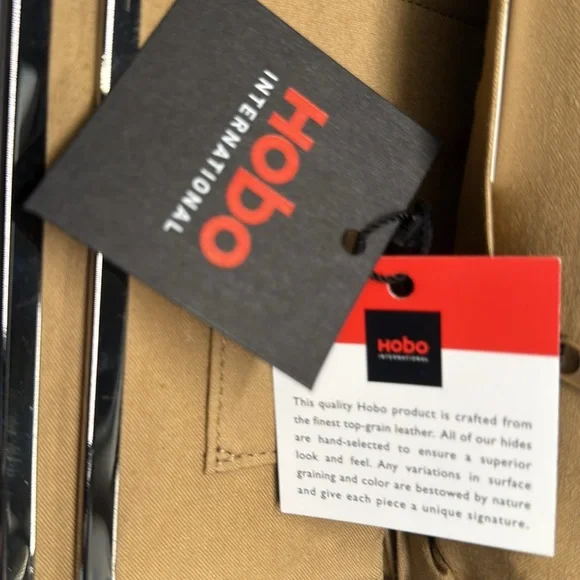 Hobo
INTERNATIONAL
Hobo
INTERNATIONAL
This quality Hobo product is crafted from
the finest top-grain leather. All of our hides
are hand-selected to ensure a superior
look and feel. Any variations in surface
graining and color are bestowed by nature
and give each piece a unique signature.